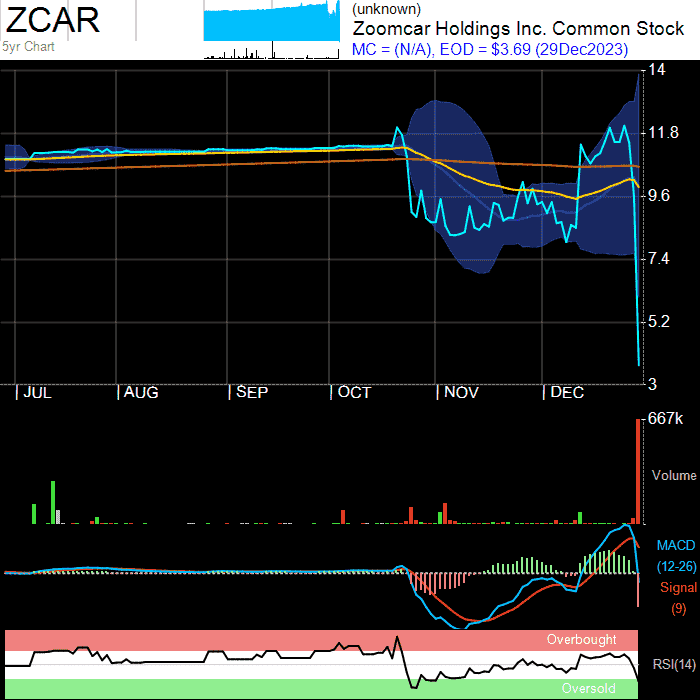 ZCAR
5yr Chart
(unknown)
Zoomcar Holdings Inc. Common Stock
MC = (N/A), EOD = $3.69 (29Dec2023)
14
11.8
9.6
7.4
5.2
3
JUL AUG SEP OCT NOV DEC
667k
Volume
MACD
(12-26)
Signal
(9)
Overbought
RSI(14)
Oversold